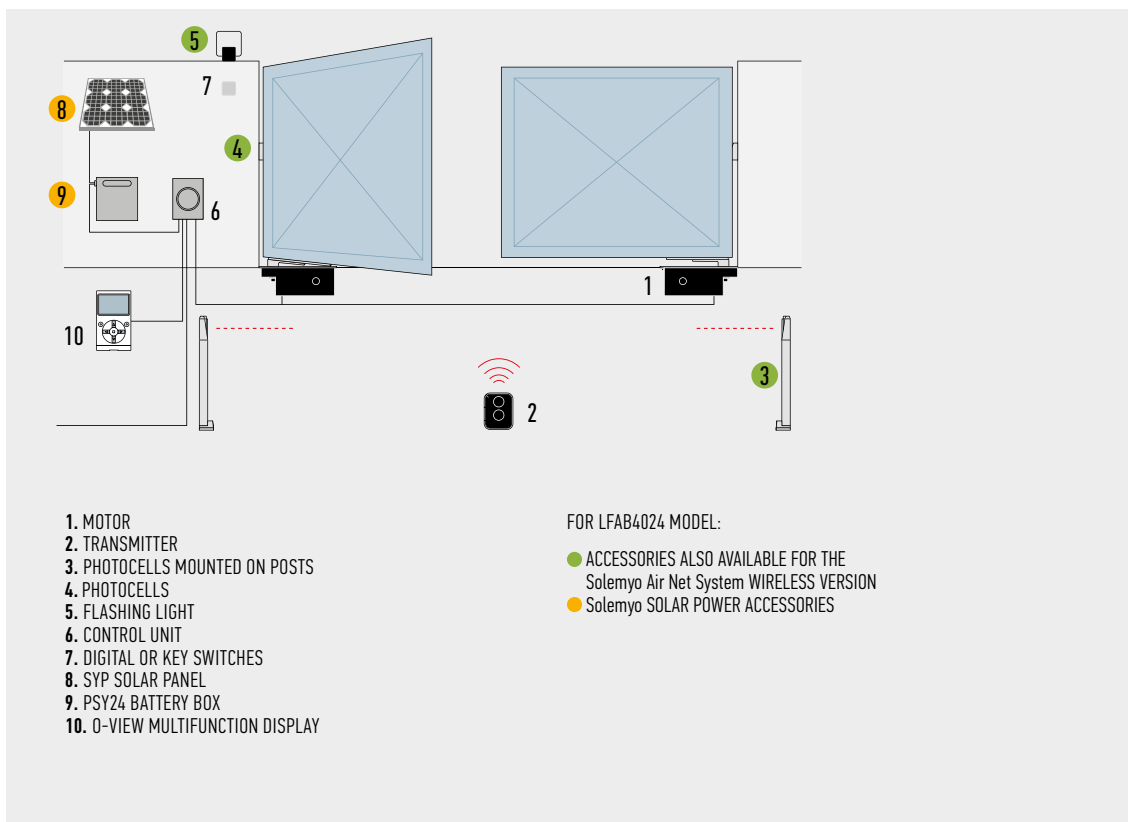 5
7
8
4
9
6
1
10
3
2
1. MOTOR
2. TRANSMITTER
3. PHOTOCELLS MOUNTED ON POSTS
4. PHOTOCELLS
5. FLASHING LIGHT
6. CONTROL UNIT
7. DIGITAL OR KEY SWITCHES
8. SYP SOLAR PANEL
9. PSY24 BATTERY BOX
10. O-VIEW MULTIFUNCTION DISPLAY
FOR LFAB4024 MODEL:
ACCESSORIES ALSO AVAILABLE FOR THE
Solemyo Air Net System WIRELESS VERSION
Solemyo SOLAR POWER ACCESSORIES